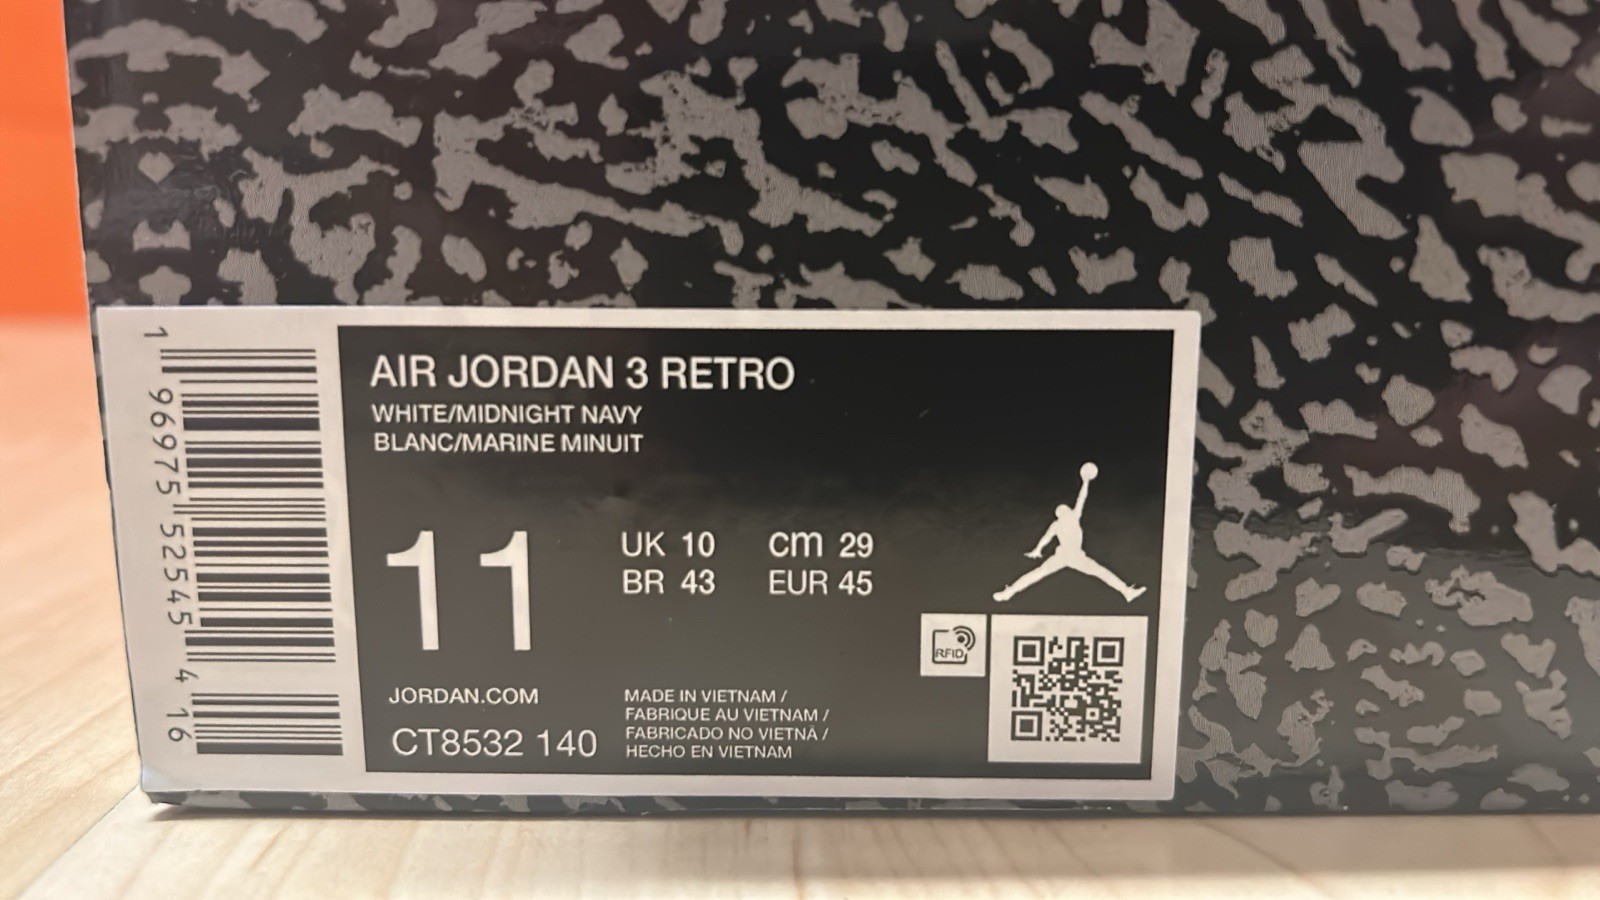 1 96975 52545 4 16
AIR JORDAN 3 RETRO
WHITE/MIDNIGHT NAVY
BLANC/MARINE MINUIT
11
UK 10
BR 43
cm 29
EUR 45
RFID
JORDAN.COM
CT8532 140
MADE IN VIETNAM /
FABRIQUE AU VIETNAM /
FABRICADO NO VIETNÁ /
HECHO EN VIETNAM